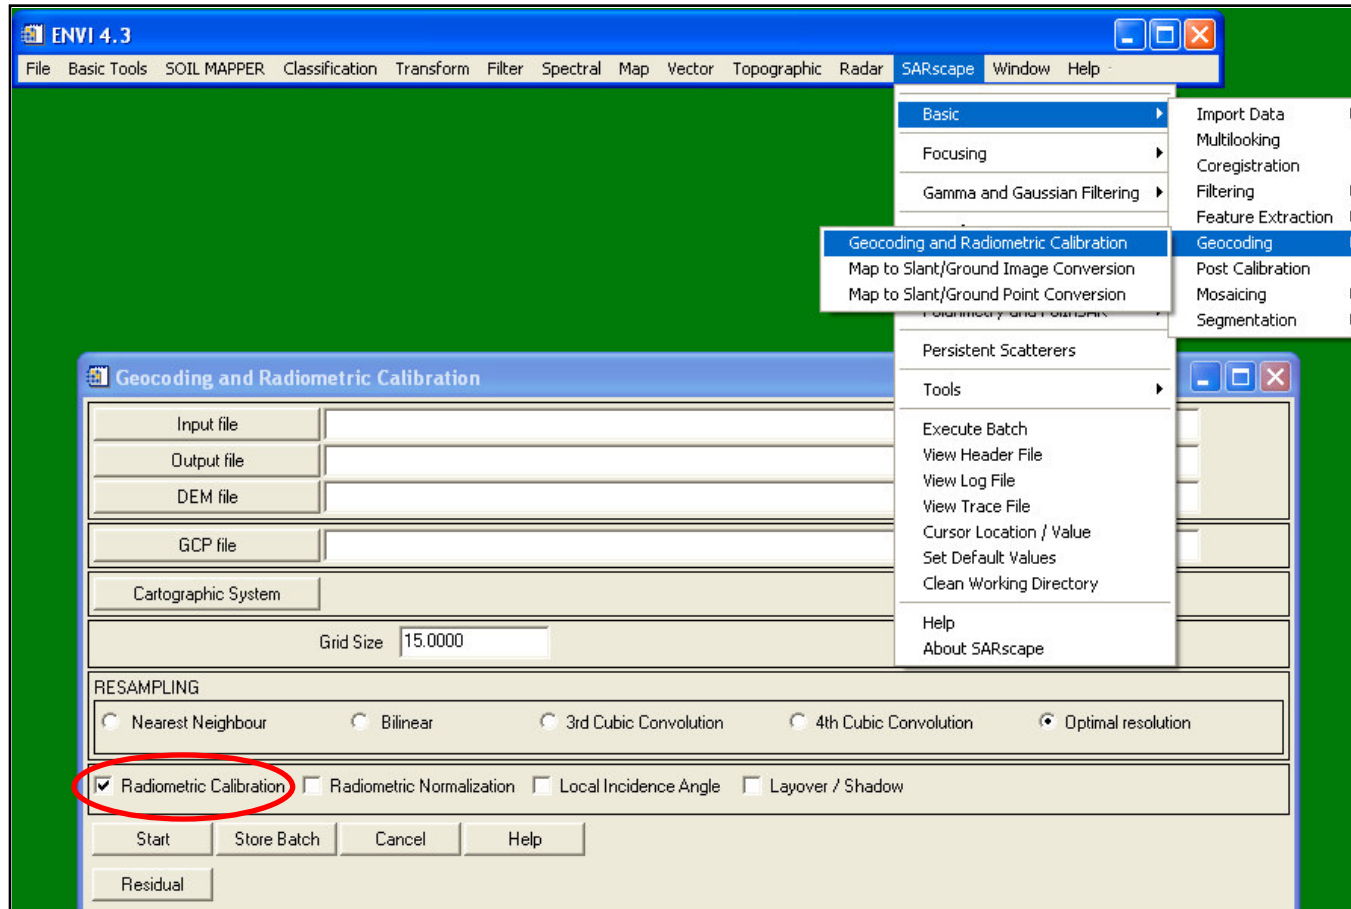 ENVI 4.3
File Basic Tools SOIL MAPPER Classification Transform Filter Spectral Map Vector Topographic Radar SARscape Window Help
Basic
Focusing
Gamma and Gaussian Filtering
Polarimetry and PolInSAR
Persistent Scatterers
Tools
Execute Batch
View Header File
View Log File
View Trace File
Cursor Location / Value
Set Default Values
Clean Working Directory
Help
About SARscape
Import Data
Multilooking
Coregistration
Filtering
Feature Extraction
Geocoding
Post Calibration
Mosaicing
Segmentation
Geocoding and Radiometric Calibration
Map to Slant/Ground Image Conversion
Map to Slant/Ground Point Conversion
Geocoding and Radiometric Calibration
Input file
Output file
DEM file
GCP file
Cartographic System
Grid Size 15.0000
RESAMPLING
Nearest Neighbour Bilinear 3rd Cubic Convolution 4th Cubic Convolution Optimal resolution
Radiometric Calibration Radiometric Normalization Local Incidence Angle Layover / Shadow
Start Store Batch Cancel Help
Residual